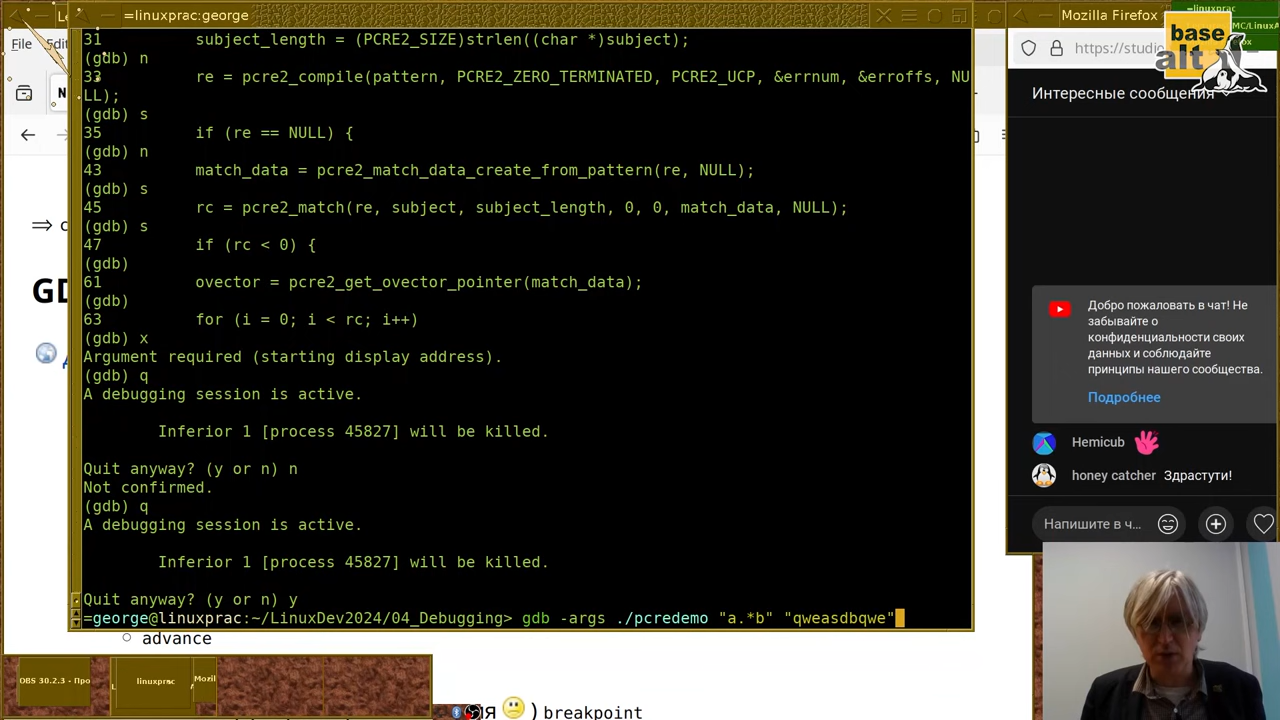 =linuxprac:george
File Edit
31          subject_length = (PCRE2_SIZE)strlen((char *)subject);
(gdb) n
33          re = pcre2_compile(pattern, PCRE2_ZERO_TERMINATED, PCRE2_UCP, &errnum, &erroffs, NU
LL);
(gdb) s
35          if (re == NULL) {
(gdb) n
43          match_data = pcre2_match_data_create_from_pattern(re, NULL);
(gdb) s
45          rc = pcre2_match(re, subject, subject_length, 0, 0, match_data, NULL);
(gdb) s
47          if (rc < 0) {
(gdb)
61          ovector = pcre2_get_ovector_pointer(match_data);
(gdb)
63          for (i = 0; i < rc; i++)
(gdb) x
Argument required (starting display address).
(gdb) q
A debugging session is active.
Inferior 1 [process 45827] will be killed.
Quit anyway? (y or n) n
Not confirmed.
(gdb) q
A debugging session is active.
Inferior 1 [process 45827] will be killed.
Quit anyway? (y or n) y
=george@linuxprac:~/LinuxDev2024/04_Debugging> gdb -args ./pcredemo "a.*b" "qweasdbqwe"
advance
breakpoint
OBS 30.2.3 - Про
linuxprac
Mozil
Mozilla Firefox
=linuxprac
base
alt
https://studio
Интересные сообщения
Добро пожаловать в чат! Не
забывайте о
конфиденциальности своих
данных и соблюдайте
принципы нашего сообщества.
Подробнее
Hemicub
honey catcher Здрастути!
Напишите в ч...